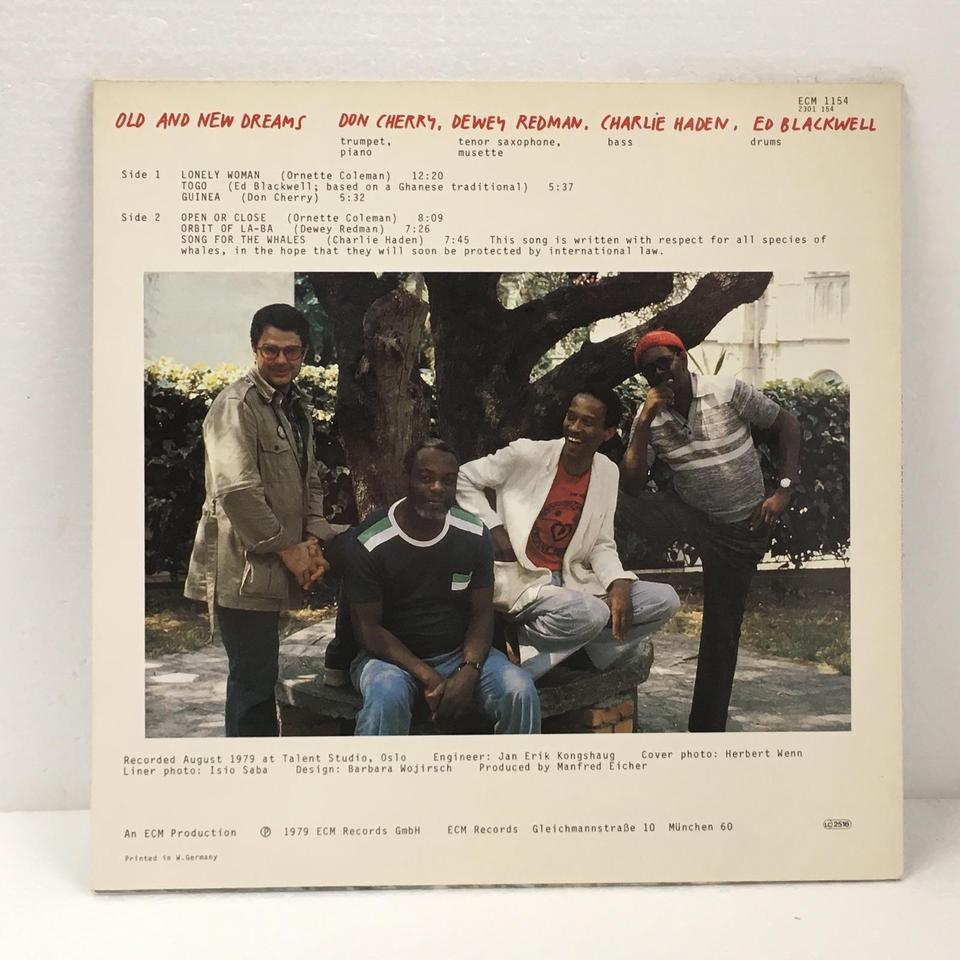 ECM 1154
2301 154
OLD AND NEW DREAMS DON CHERRY, DEWEY REDMAN, CHARLIE HADEN, ED BLACKWELL
trumpet, tenor saxophone, bass drums
piano musette
Side 1 LONELY WOMAN (Ornette Coleman) 12:20
TOGO (Ed Blackwell; based on a Ghanese traditional) 5:37
GUINEA (Don Cherry) 5:32
Side 2 OPEN OR CLOSE (Ornette Coleman) 8:09
ORBIT OF LA-BA (Dewey Redman) 7:26
SONG FOR THE WHALES (Charlie Haden) 7:45 This song is written with respect for all species of
whales, in the hope that they will soon be protected by international law.
Recorded August 1979 at Talent Studio, Oslo Engineer: Jan Erik Kongshaug Cover photo: Herbert Wenn
Liner photo: Isio Saba Design: Barbara Wojirsch Produced by Manfred Eicher
An ECM Production ℗ 1979 ECM Records GmbH ECM Records Gleichmannstraße 10 München 60 LC 2516
Printed in W.Germany